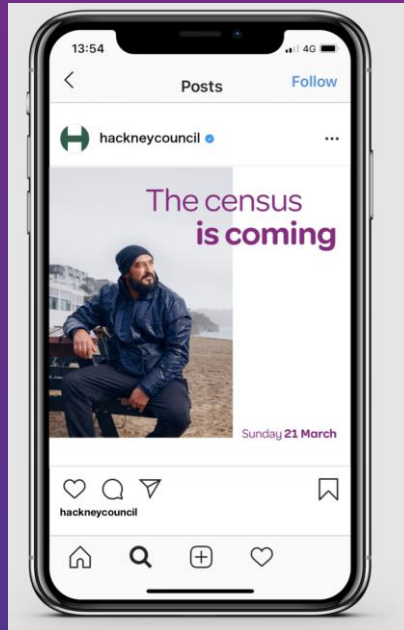 13:54
4G
Posts
Follow
hackneycouncil
The census
is coming
Sunday 21 March
hackneycouncil